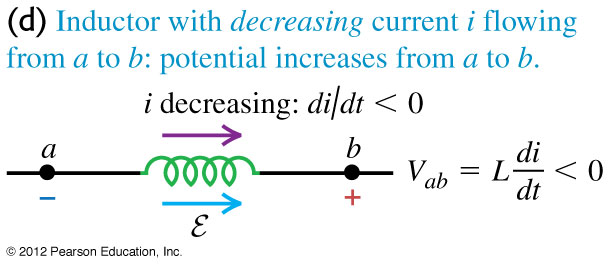 (d) Inductor with decreasing current i flowing
from a to b: potential increases from a to b.
i decreasing: di/dt < 0
a
b
V_ab = L di/dt < 0
–
+
ℰ
© 2012 Pearson Education, Inc.